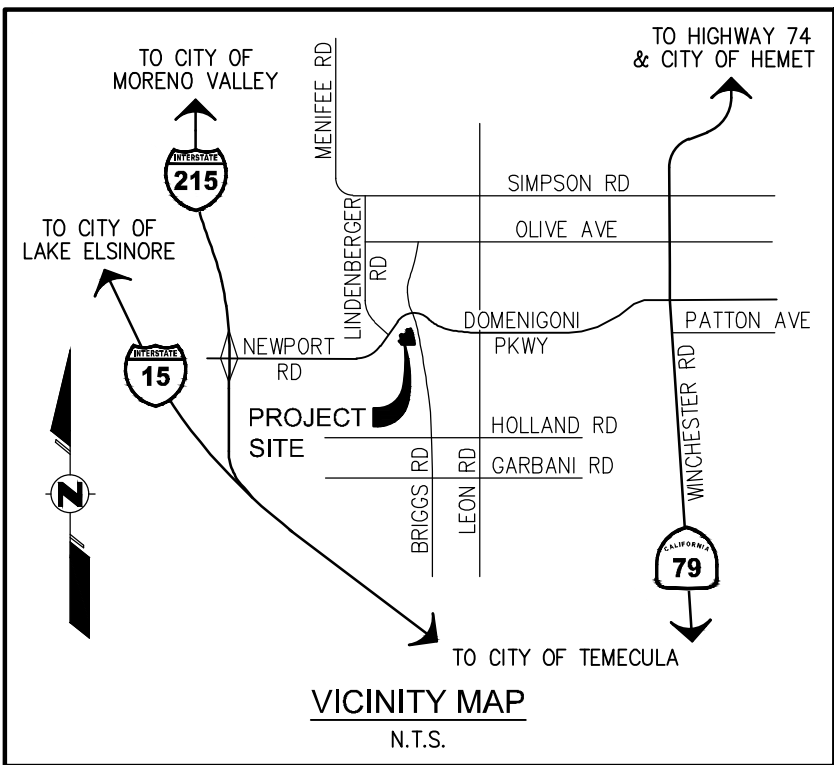 TO CITY OF
MORENO VALLEY
INTERSTATE
215
TO CITY OF
LAKE ELSINORE
INTERSTATE
15
MENIFEE RD
TO HIGHWAY 74
& CITY OF HEMET
SIMPSON RD
OLIVE AVE
LINDENBERGER
RD
NEWPORT
RD
DOMENIGONI
PKWY
PATTON AVE
PROJECT
SITE
HOLLAND RD
GARBANI RD
BRIGGS RD
LEON RD
WINCHESTER RD
N
CALIFORNIA
79
TO CITY OF TEMECULA
VICINITY MAP
N.T.S.